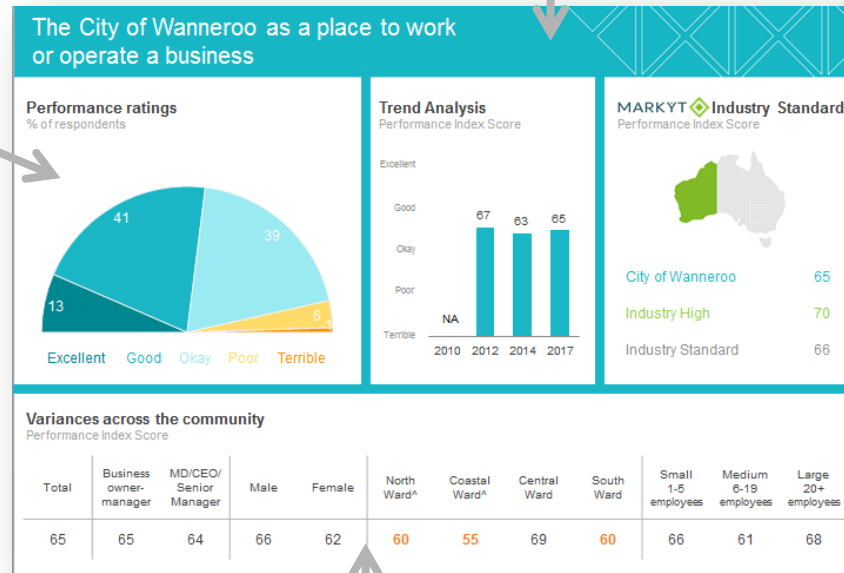 The City of Wanneroo as a place to work
or operate a business
Performance ratings
% of respondents
41
39
13
6
1
Excellent Good Okay Poor Terrible
Trend Analysis
Performance Index Score
Excellent
Good
Okay
Poor
Terrible
67
63
65
NA
2010 2012 2014 2017
MARKYT Industry Standard
Performance Index Score
City of Wanneroo 65
Industry High 70
Industry Standard 66
Variances across the community
Performance Index Score
Total
Business
owner-
manager
MD/CEO/
Senior
Manager
Male
Female
North
Ward^
Coastal
Ward^
Central
Ward
South
Ward
Small
1-5
employees
Medium
6-19
employees
Large
20+
employees
65 65 64 66 62 60 55 69 60 66 61 68